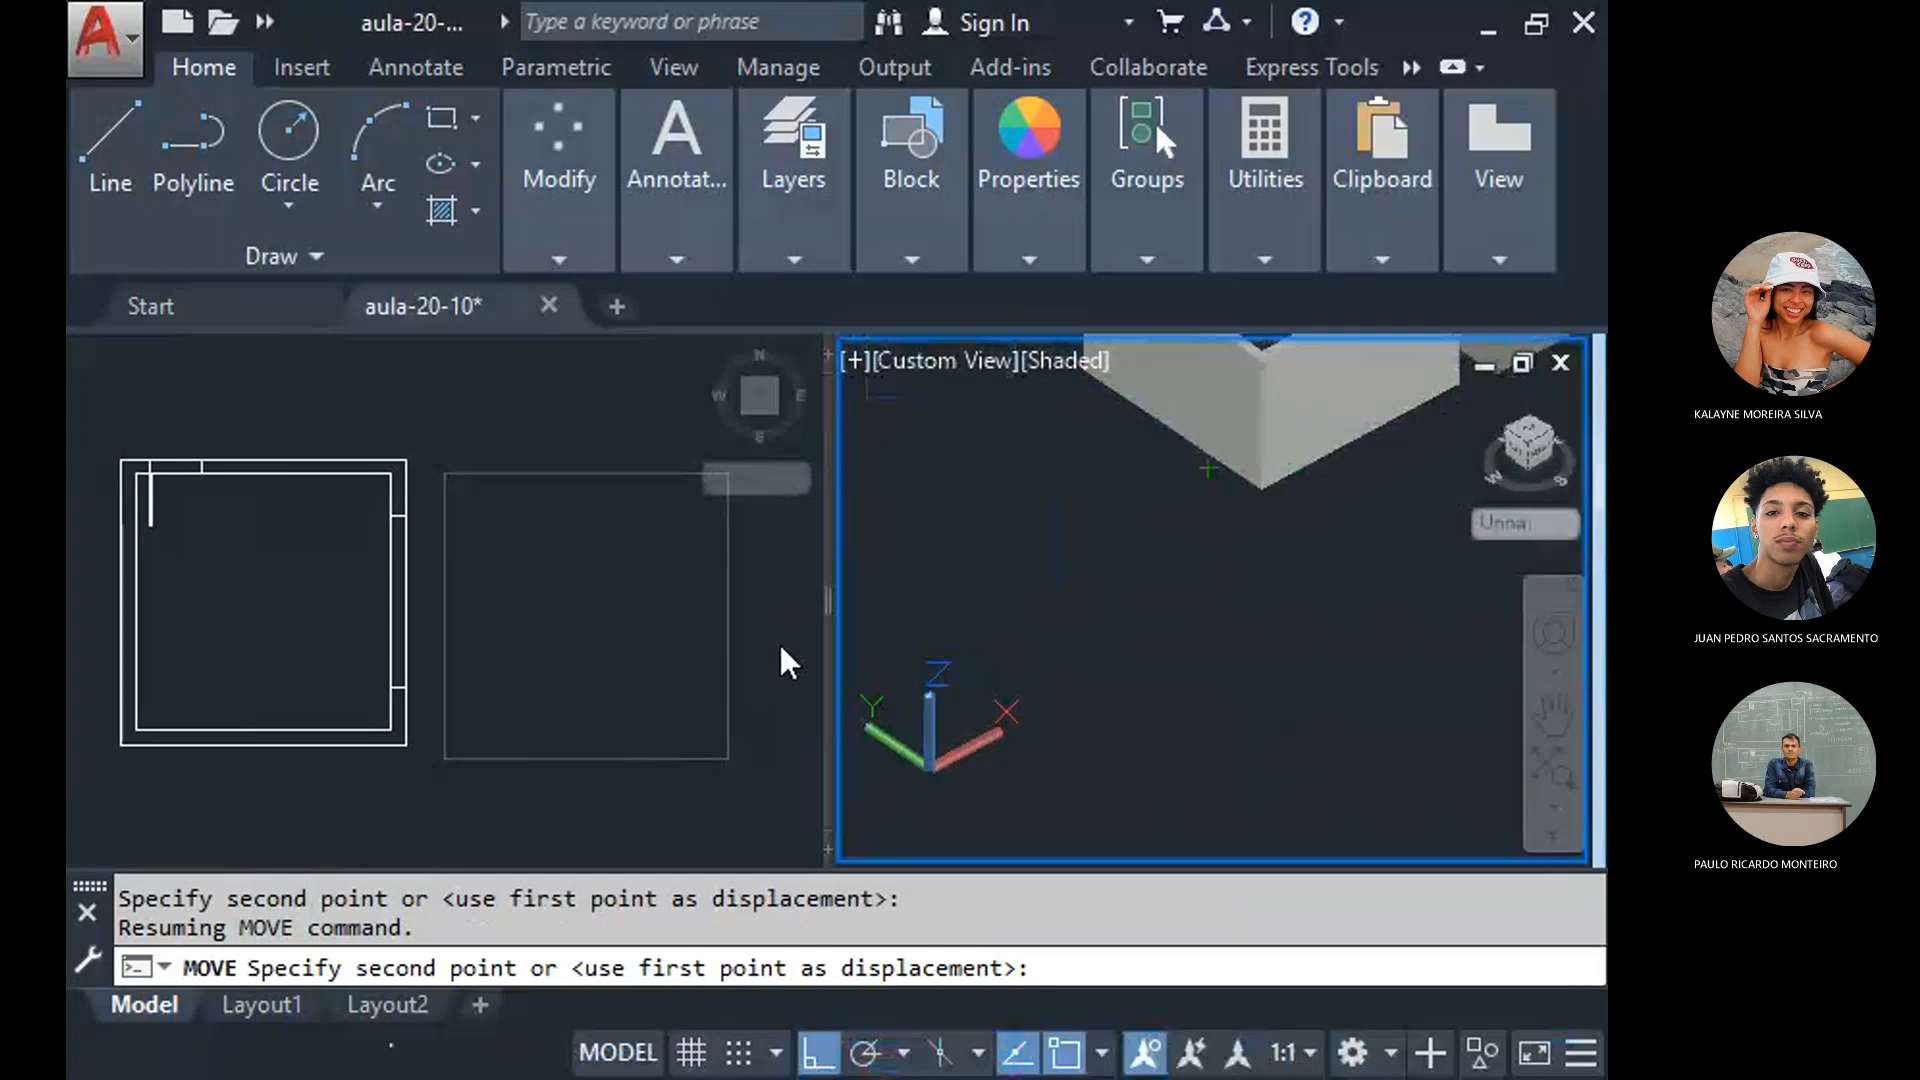 aula-20-...
Type a keyword or phrase
Sign In
Home
Insert
Annotate
Parametric
View
Manage
Output
Add-ins
Collaborate
Express Tools
Line
Polyline
Circle
Arc
Draw
Modify
Annotat...
Layers
Block
Properties
Groups
Utilities
Clipboard
View
Start
aula-20-10*
N
W
E
S
[+][Custom View][Shaded]
W
Unna
Z
Y
X
Specify second point or <use first point as displacement>:
Resuming MOVE command.
MOVE Specify second point or <use first point as displacement>:
Model
Layout1
Layout2
MODEL
1:1
KALAYNE MOREIRA SILVA
JUAN PEDRO SANTOS SACRAMENTO
PAULO RICARDO MONTEIRO